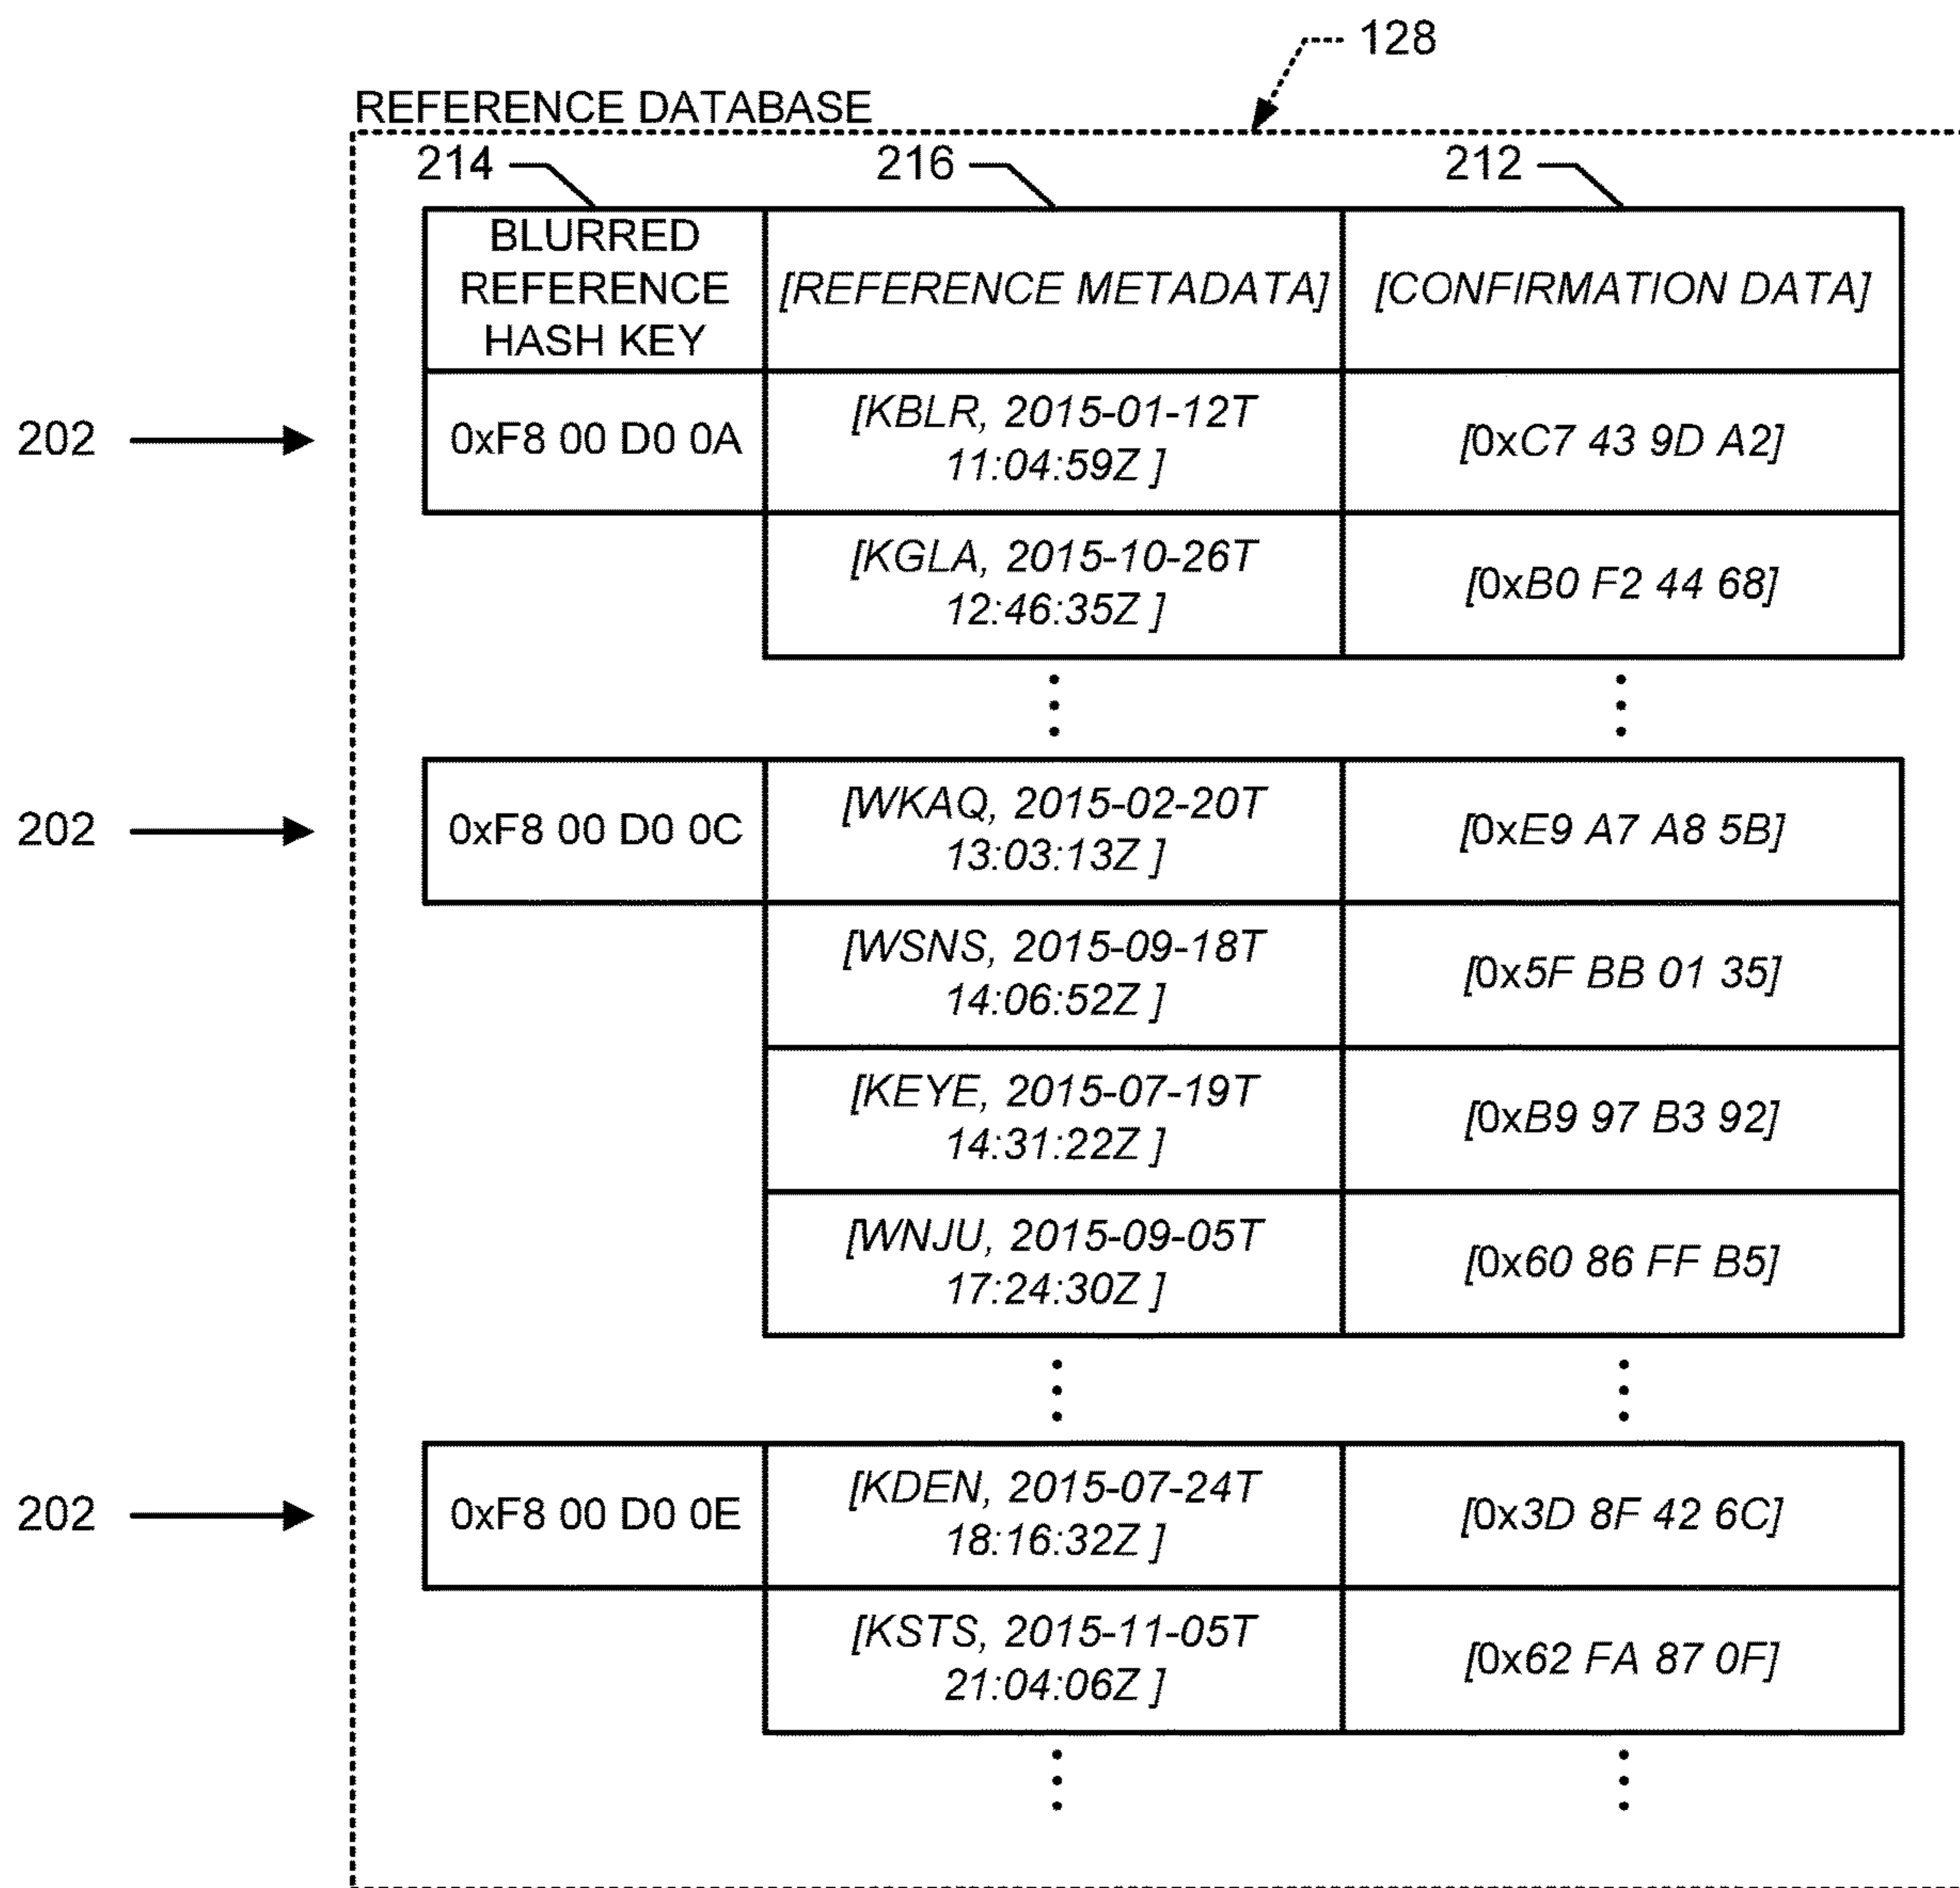 128
REFERENCE DATABASE
214
216
212
BLURRED
REFERENCE
HASH KEY
[REFERENCE METADATA]
[CONFIRMATION DATA]
202
0xF8 00 D0 0A
[KBLR, 2015-01-12T
11:04:59Z ]
[0xC7 43 9D A2]
[KGLA, 2015-10-26T
12:46:35Z ]
[0xB0 F2 44 68]
202
0xF8 00 D0 0C
[WKAQ, 2015-02-20T
13:03:13Z ]
[0xE9 A7 A8 5B]
[WSNS, 2015-09-18T
14:06:52Z ]
[0x5F BB 01 35]
[KEYE, 2015-07-19T
14:31:22Z ]
[0xB9 97 B3 92]
[WNJU, 2015-09-05T
17:24:30Z ]
[0x60 86 FF B5]
202
0xF8 00 D0 0E
[KDEN, 2015-07-24T
18:16:32Z ]
[0x3D 8F 42 6C]
[KSTS, 2015-11-05T
21:04:06Z ]
[0x62 FA 87 0F]